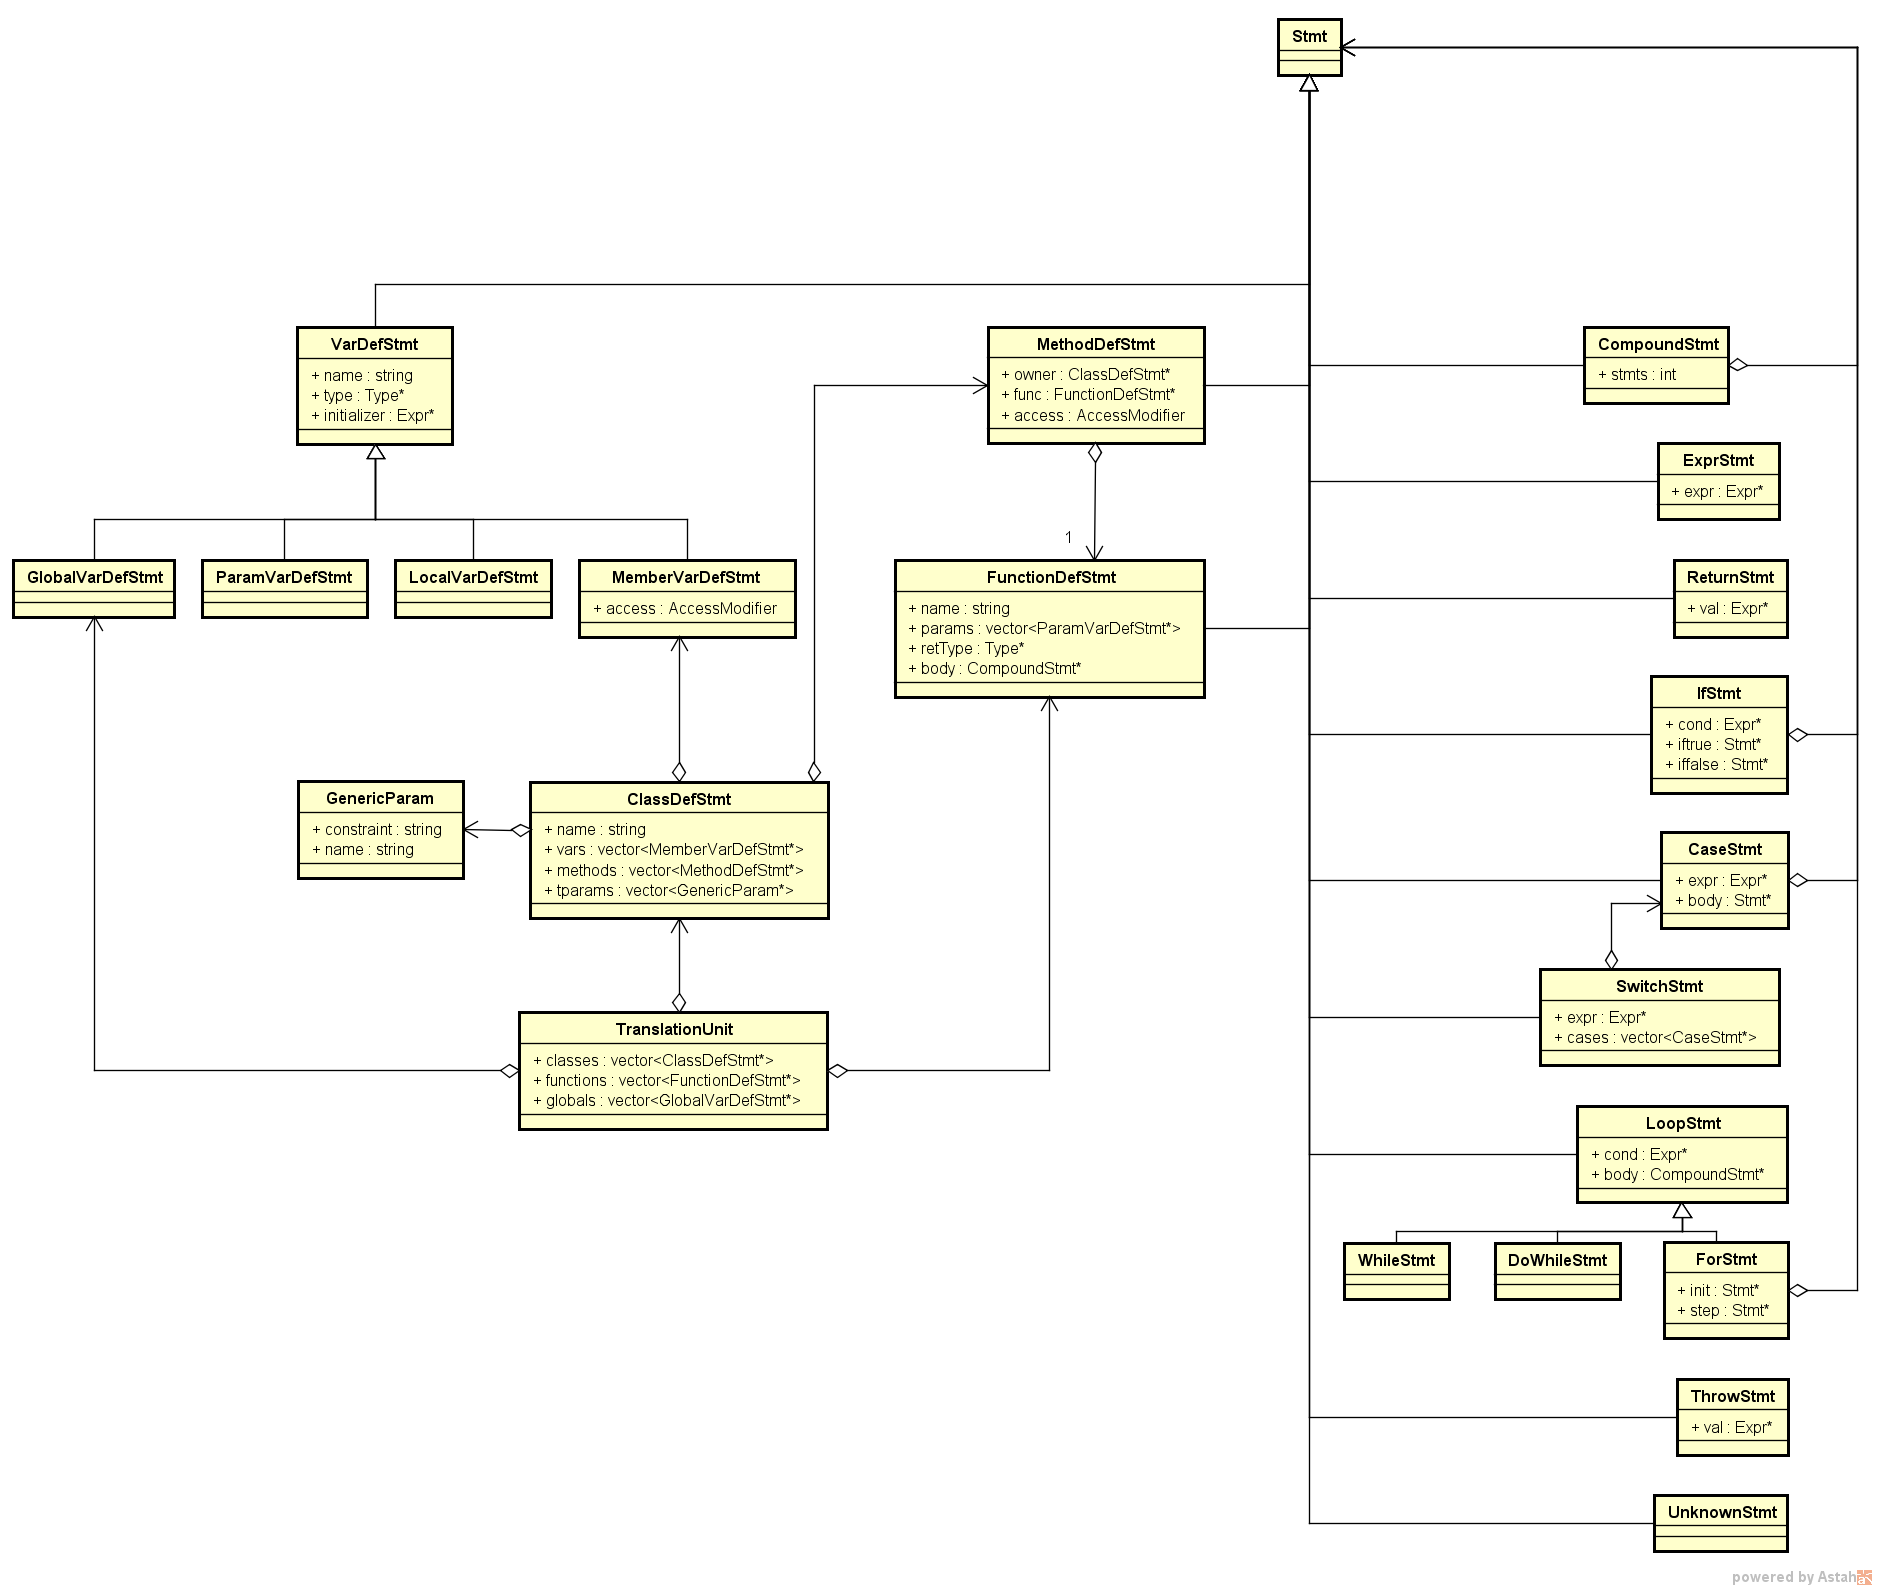 Stmt
VarDefStmt
+ name : string
+ type : Type*
+ initializer : Expr*
MethodDefStmt
+ owner : ClassDefStmt*
+ func : FunctionDefStmt*
+ access : AccessModifier
CompoundStmt
+ stmts : int
ExprStmt
+ expr : Expr*
1
GlobalVarDefStmt
ParamVarDefStmt
LocalVarDefStmt
MemberVarDefStmt
+ access : AccessModifier
FunctionDefStmt
+ name : string
+ params : vector<ParamVarDefStmt*>
+ retType : Type*
+ body : CompoundStmt*
ReturnStmt
+ val : Expr*
IfStmt
+ cond : Expr*
+ iftrue : Stmt*
+ iffalse : Stmt*
GenericParam
+ constraint : string
+ name : string
ClassDefStmt
+ name : string
+ vars : vector<MemberVarDefStmt*>
+ methods : vector<MethodDefStmt*>
+ tparams : vector<GenericParam*>
CaseStmt
+ expr : Expr*
+ body : Stmt*
SwitchStmt
+ expr : Expr*
+ cases : vector<CaseStmt*>
TranslationUnit
+ classes : vector<ClassDefStmt*>
+ functions : vector<FunctionDefStmt*>
+ globals : vector<GlobalVarDefStmt*>
LoopStmt
+ cond : Expr*
+ body : CompoundStmt*
WhileStmt
DoWhileStmt
ForStmt
+ init : Stmt*
+ step : Stmt*
ThrowStmt
+ val : Expr*
UnknownStmt
powered by Astah